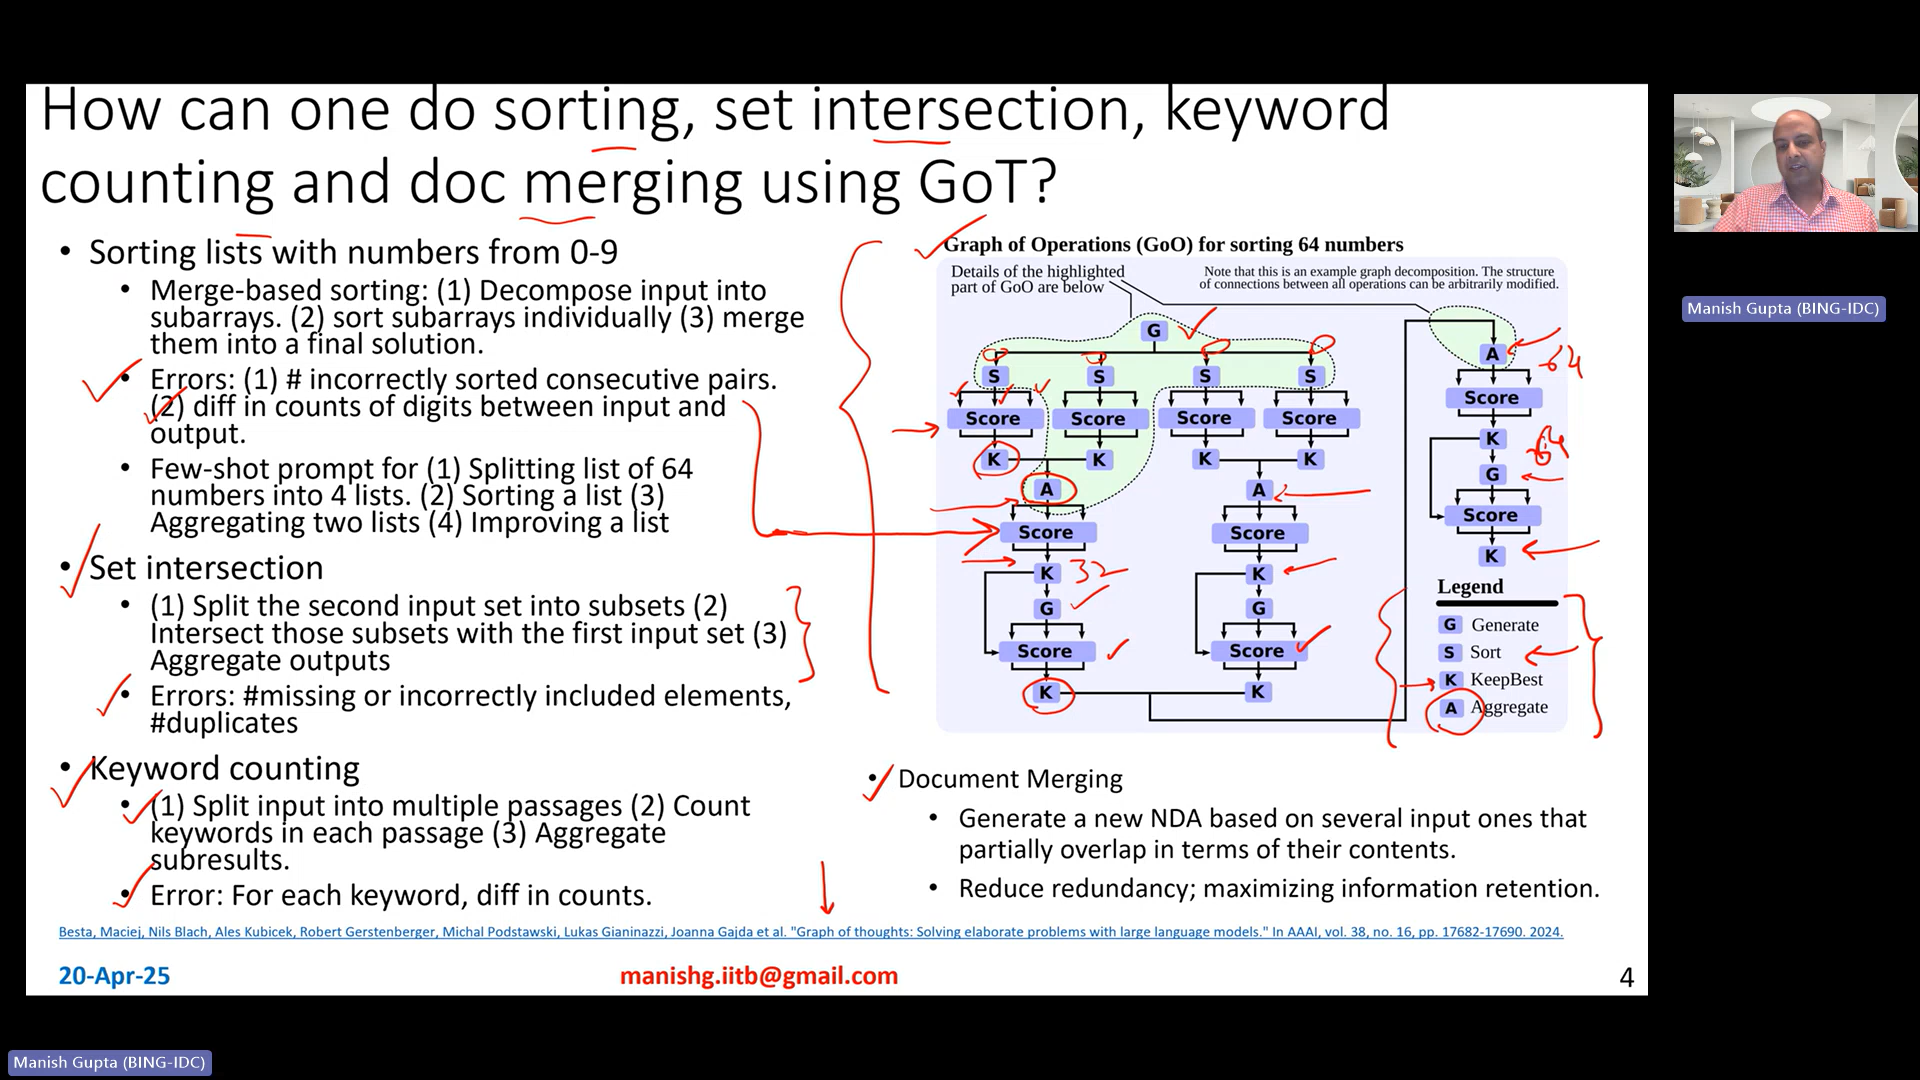 How can one do sorting, set intersection, keyword
counting and doc merging using GoT?
• Sorting lists with numbers from 0-9
• Merge-based sorting: (1) Decompose input into
subarrays. (2) sort subarrays individually (3) merge
them into a final solution.
• Errors: (1) # incorrectly sorted consecutive pairs.
(2) diff in counts of digits between input and
output.
• Few-shot prompt for (1) Splitting list of 64
numbers into 4 lists. (2) Sorting a list (3)
Aggregating two lists (4) Improving a list
• Set intersection
• (1) Split the second input set into subsets (2)
Intersect those subsets with the first input set (3)
Aggregate outputs
• Errors: #missing or incorrectly included elements,
#duplicates
• Keyword counting
• (1) Split input into multiple passages (2) Count
keywords in each passage (3) Aggregate
subresults.
• Error: For each keyword, diff in counts.
Graph of Operations (GoO) for sorting 64 numbers
Details of the highlighted
part of GoO are below
Note that this is an example graph decomposition. The structure
of connections between all operations can be arbitrarily modified.
G
S S S S
Score Score Score Score
K K K K
A A
Score Score
K 32 K
G G
Score Score
K K
A
64
Score
K
64
G
Score
K
Legend
G Generate
S Sort
K KeepBest
A Aggregate
• Document Merging
• Generate a new NDA based on several input ones that
partially overlap in terms of their contents.
• Reduce redundancy; maximizing information retention.
Besta, Maciej, Nils Blach, Ales Kubicek, Robert Gerstenberger, Michal Podstawski, Lukas Gianinazzi, Joanna Gajda et al. "Graph of thoughts: Solving elaborate problems with large language models." In AAAI, vol. 38, no. 16, pp. 17682-17690. 2024.
20-Apr-25
manishg.iitb@gmail.com
4
Manish Gupta (BING-IDC)
Manish Gupta (BING-IDC)